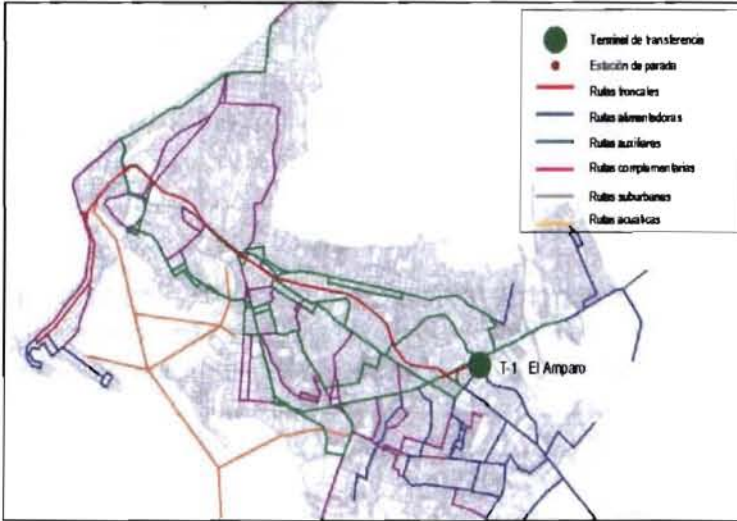 Terminal de transferencia
Estación de parada
Rutas troncales
Rutas alimentadoras
Rutas auxiliares
Rutas complementarias
Rutas suburbanas
Rutas acuáticas
T-1 El Amparo